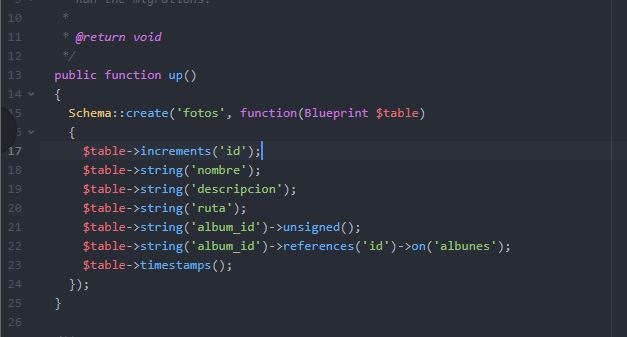 9 * Run the migrations.
10 *
11 * @return void
12 */
13 public function up()
14 {
15 Schema::create('fotos', function(Blueprint $table)
16 {
17 $table->increments('id');
18 $table->string('nombre');
19 $table->string('descripcion');
20 $table->string('ruta');
21 $table->string('album_id')->unsigned();
22 $table->string('album_id')->references('id')->on('albunes');
23 $table->timestamps();
24 });
25 }
26